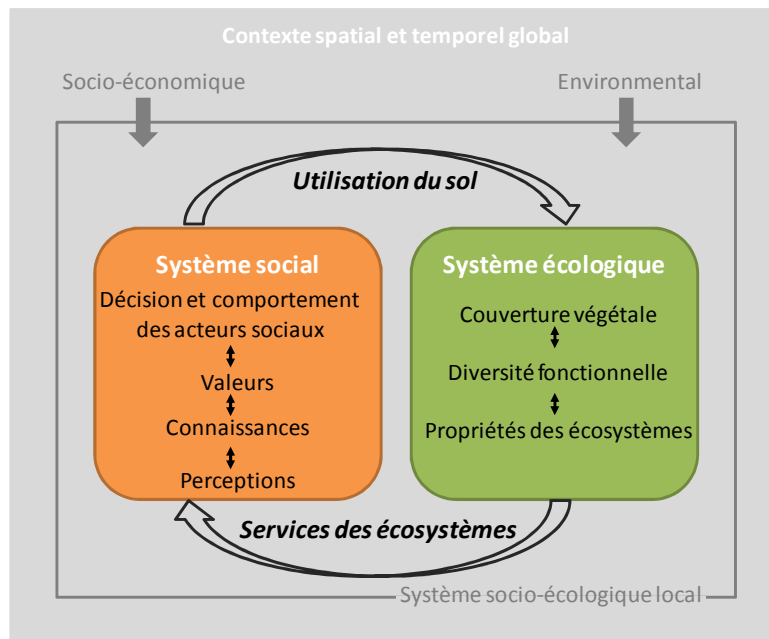 Contexte spatial et temporel global
Socio-économique
Environmental
Utilisation du sol
Système social
Décision et comportement
des acteurs sociaux
Valeurs
Connaissances
Perceptions
Système écologique
Couverture végétale
Diversité fonctionnelle
Propriétés des écosystèmes
Services des écosystèmes
Système socio-écologique local